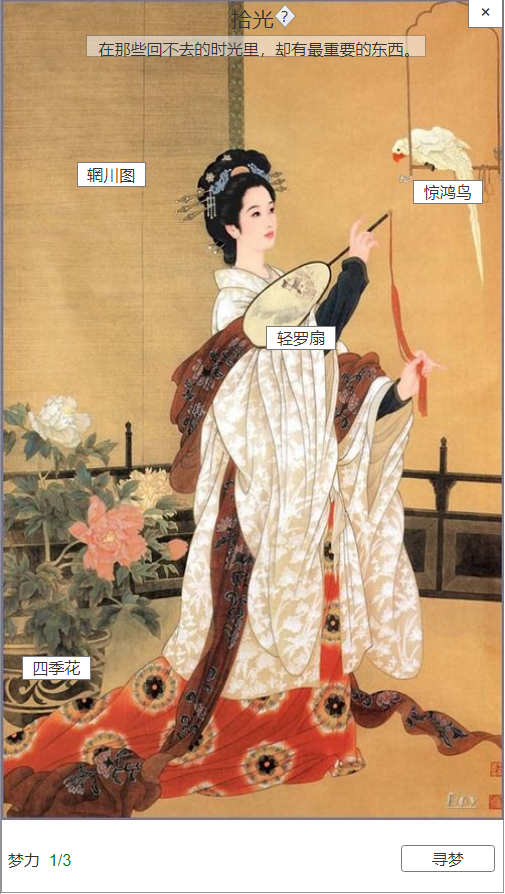 拾光?
在那些回不去的时光里，却有最重要的东西。
×
辋川图
惊鸿鸟
轻罗扇
四季花
梦力 1/3
寻梦